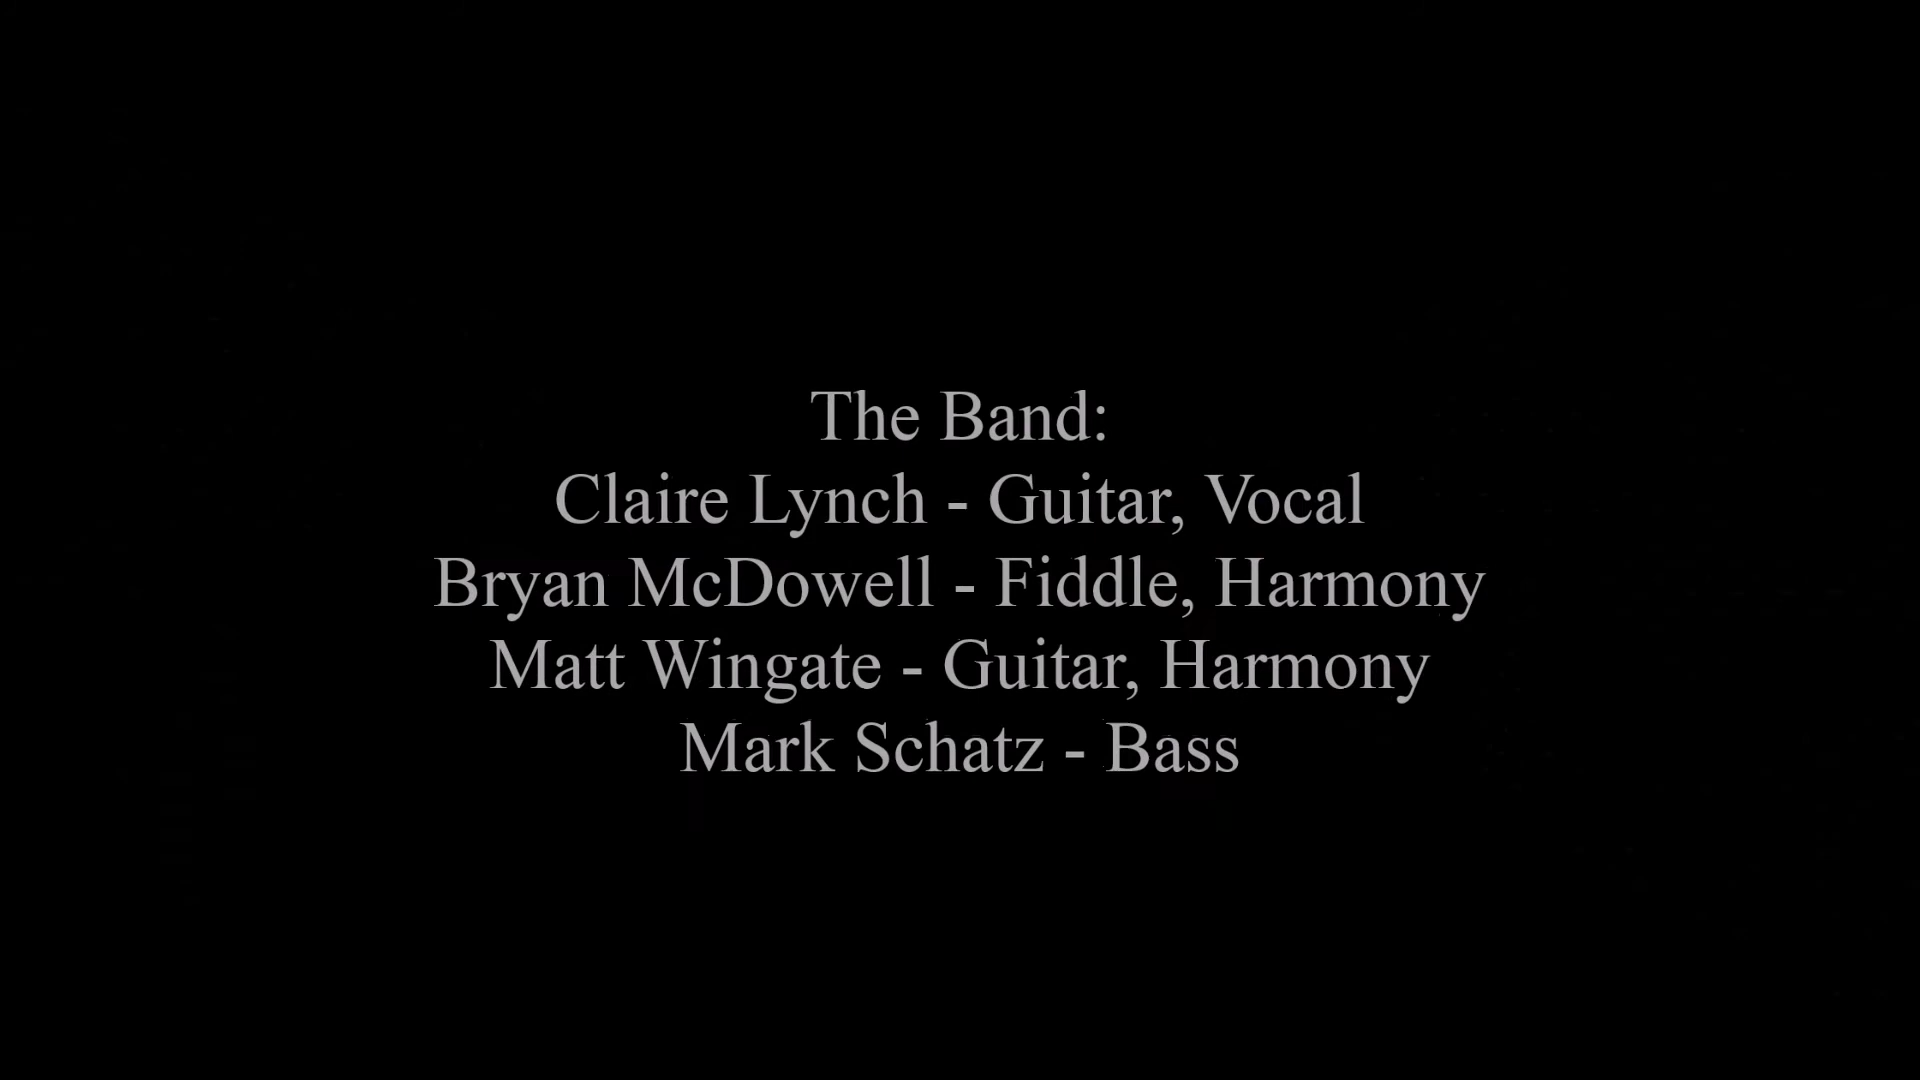 The Band:
Claire Lynch - Guitar, Vocal
Bryan McDowell - Fiddle, Harmony
Matt Wingate - Guitar, Harmony
Mark Schatz - Bass